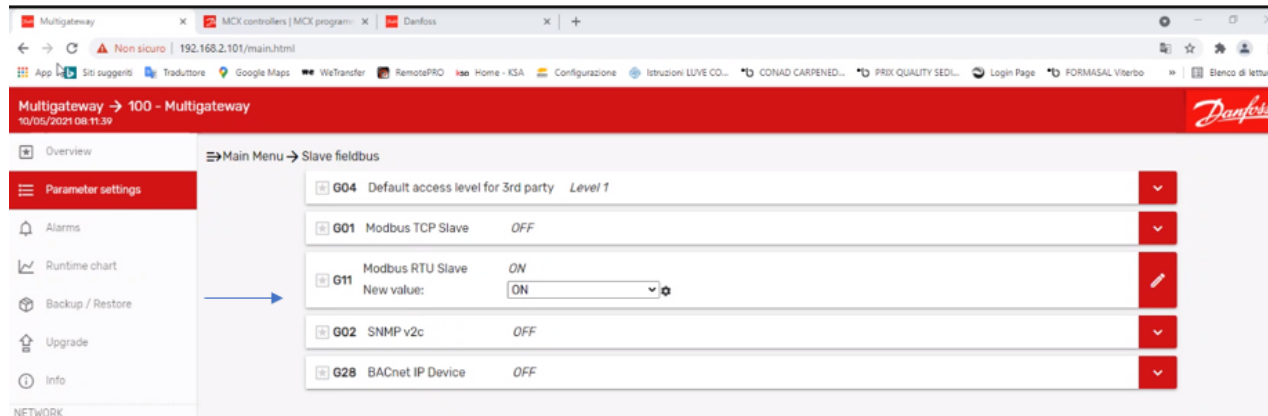 Multigateway
MCX controllers | MCX programm
Danfoss
Non sicuro | 192.168.2.101/main.html
App Siti suggeriti Traduttore Google Maps WeTransfer RemotePRO Home - KSA Configurazione Istruzioni LUVE CO... CONAD CARPENED... PRIX QUALITY SEDI... Login Page FORMASAL Viterbo » Elenco di lettu
Multigateway → 100 - Multigateway
10/05/2021 08:11:39
Danfoss
Overview
Parameter settings
Alarms
Runtime chart
Backup / Restore
Upgrade
Info
NETWORK
Main Menu → Slave fieldbus
G04 Default access level for 3rd party Level 1
G01 Modbus TCP Slave OFF
G11 Modbus RTU Slave ON
New value: ON
G02 SNMP v2c OFF
G28 BACnet IP Device OFF